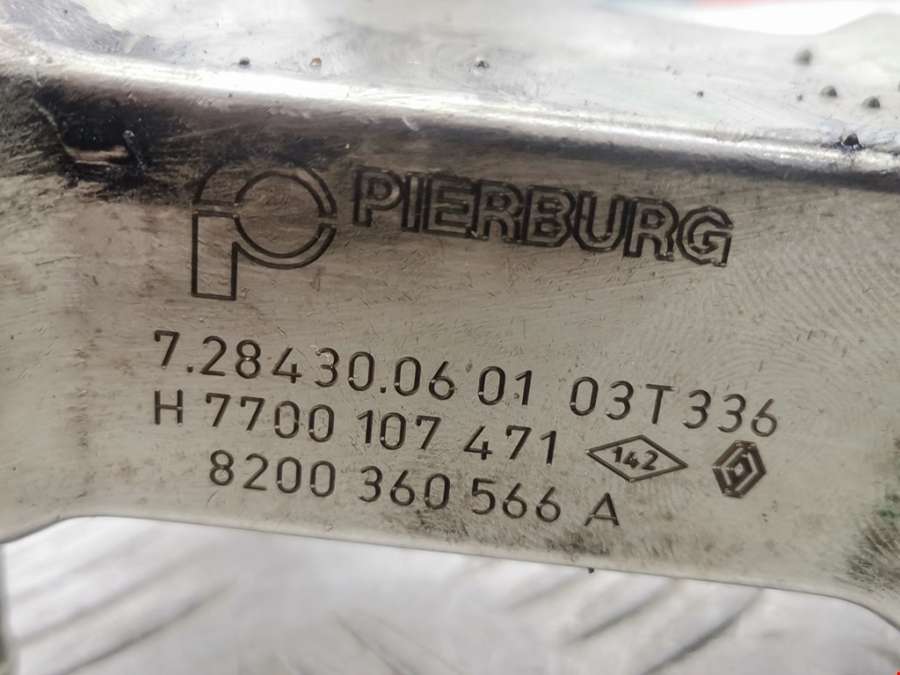 PIERBURG
7.28430.06 01 03T336
H 7700 107 471 142
8200 360 566 A